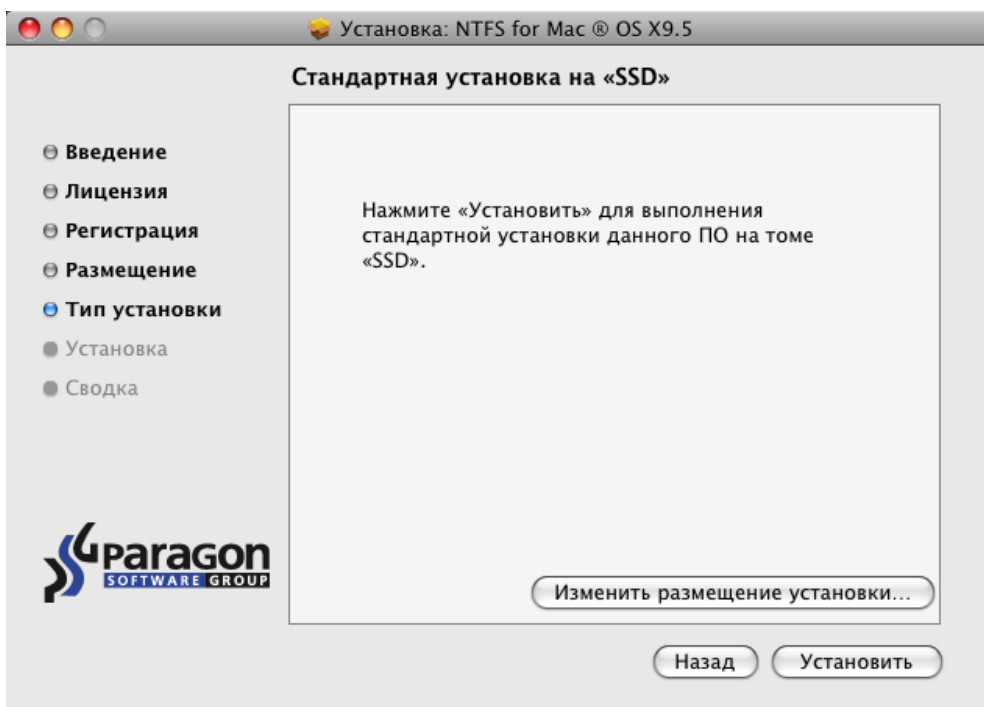 Установка: NTFS for Mac ® OS X9.5
Стандартная установка на «SSD»
Введение
Лицензия
Регистрация
Размещение
Тип установки
Установка
Сводка
Нажмите «Установить» для выполнения
стандартной установки данного ПО на томе
«SSD».
paragon
SOFTWARE GROUP
Изменить размещение установки...
Назад
Установить